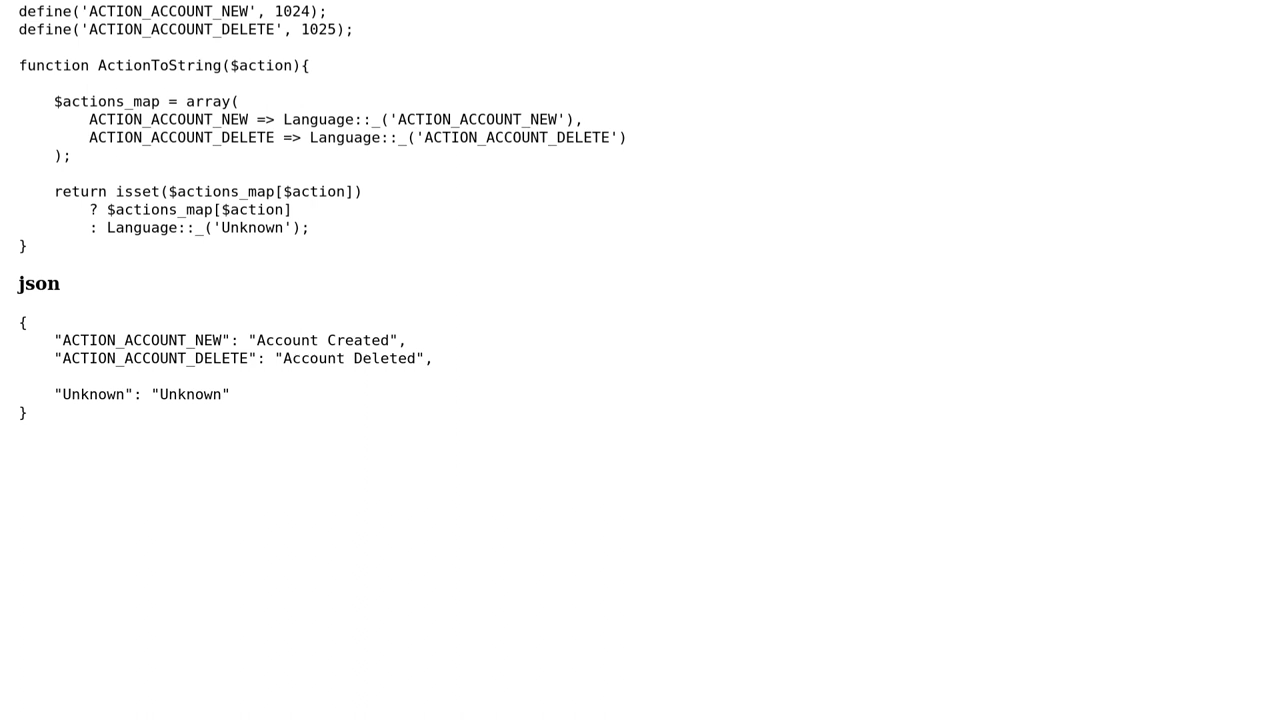 define('ACTION_ACCOUNT_NEW', 1024);
define('ACTION_ACCOUNT_DELETE', 1025);

function ActionToString($action){

    $actions_map = array(
        ACTION_ACCOUNT_NEW => Language::_('ACTION_ACCOUNT_NEW'),
        ACTION_ACCOUNT_DELETE => Language::_('ACTION_ACCOUNT_DELETE')
    );

    return isset($actions_map[$action])
        ? $actions_map[$action]
        : Language::_('Unknown');
}
json
{
    "ACTION_ACCOUNT_NEW": "Account Created",
    "ACTION_ACCOUNT_DELETE": "Account Deleted",

    "Unknown": "Unknown"
}